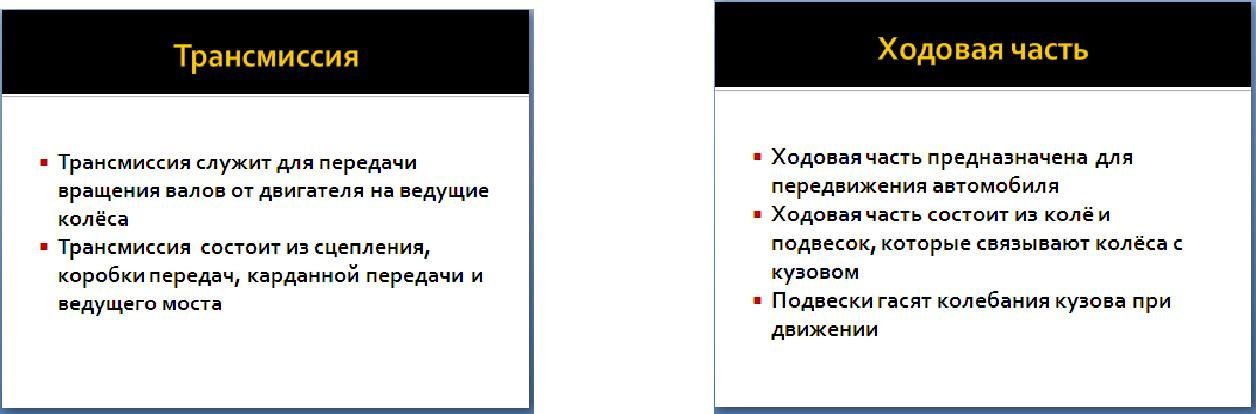 Трансмиссия
Трансмиссия служит для передачи
вращения валов от двигателя на ведущие
колёса
Трансмиссия состоит из сцепления,
коробки передач, карданной передачи и
ведущего моста
Ходовая часть
Ходовая часть предназначена для
передвижения автомобиля
Ходовая часть состоит из колё и
подвесок, которые связывают колёса с
кузовом
Подвески гасят колебания кузова при
движении